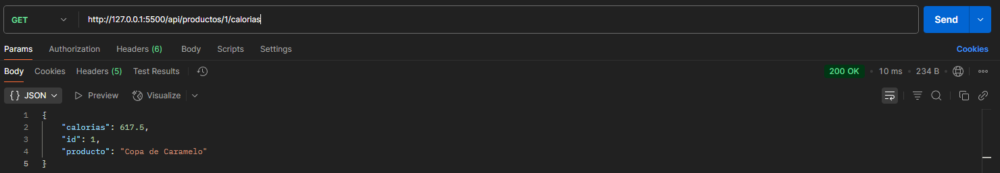 GET http://127.0.0.1:5500/api/productos/1/calorias Send
Params Authorization Headers (6) Body Scripts Settings Cookies
Body Cookies Headers (5) Test Results 200 OK 10 ms 234 B
{} JSON Preview Visualize
1 {
2 "calorias": 617.5,
3 "id": 1,
4 "producto": "Copa de Caramelo"
5 }